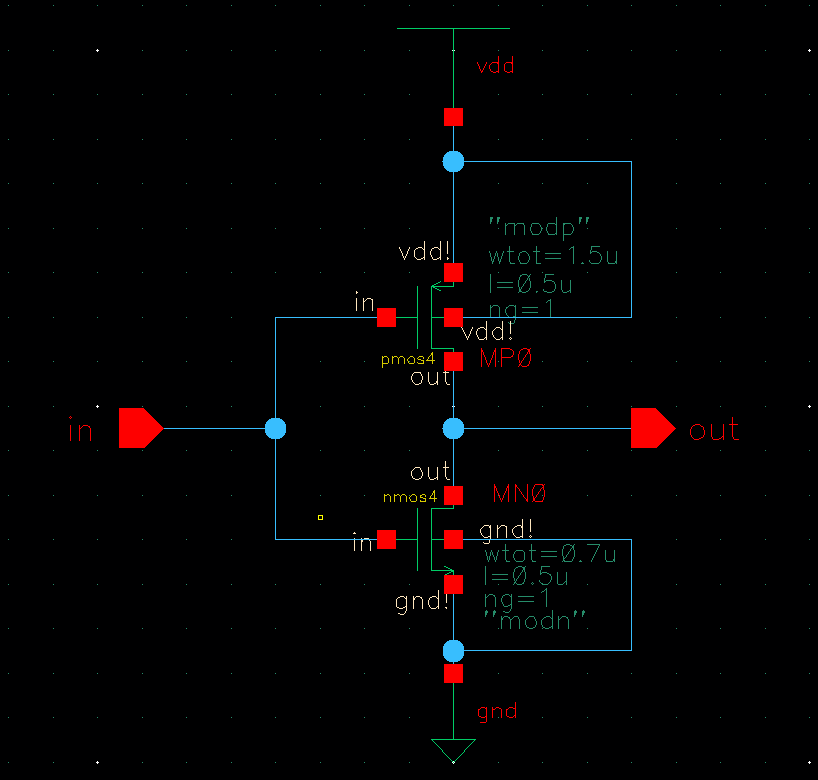 vdd
"modp"
vdd!
wtot=1.5u
l=0.5u
in
ng=1
vdd!
pmos4
MP0
out
in
out
out
nmos4
MN0
gnd!
in
wtot=0.7u
l=0.5u
gnd!
ng=1
"modn"
gnd